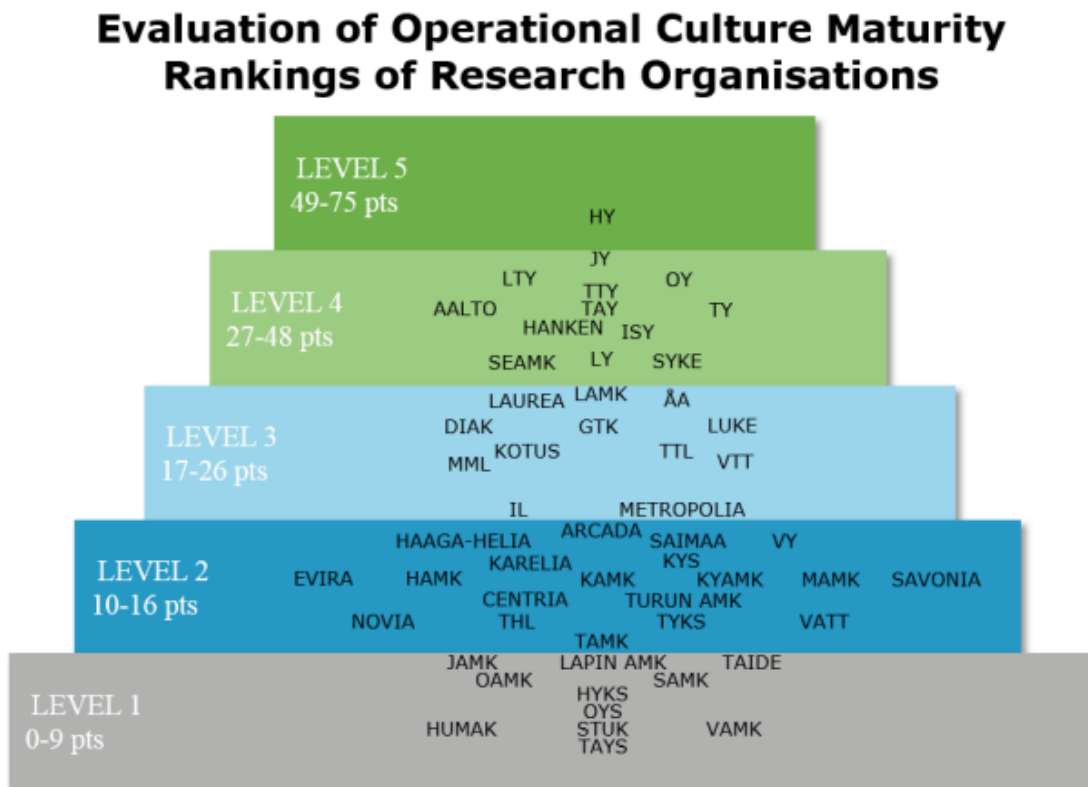 Evaluation of Operational Culture Maturity
Rankings of Research Organisations
LEVEL 5
49-75 pts
HY
LEVEL 4
27-48 pts
JY
LTY OY
TTY
AALTO TAY TY
HANKEN ISY
SEAMK LY SYKE
LEVEL 3
17-26 pts
LAUREA LAMK ÅA
DIAK GTK LUKE
KOTUS TTL
MML VTT
IL METROPOLIA
LEVEL 2
10-16 pts
ARCADA
HAAGA-HELIA SAIMAA VY
KARELIA KYS
EVIRA HAMK KAMK KYAMK MAMK SAVONIA
CENTRIA TURUN AMK
NOVIA THL TYKS VATT
TAMK
LEVEL 1
0-9 pts
JAMK LAPIN AMK TAIDE
OAMK SAMK
HYKS
OYS
HUMAK STUK VAMK
TAYS